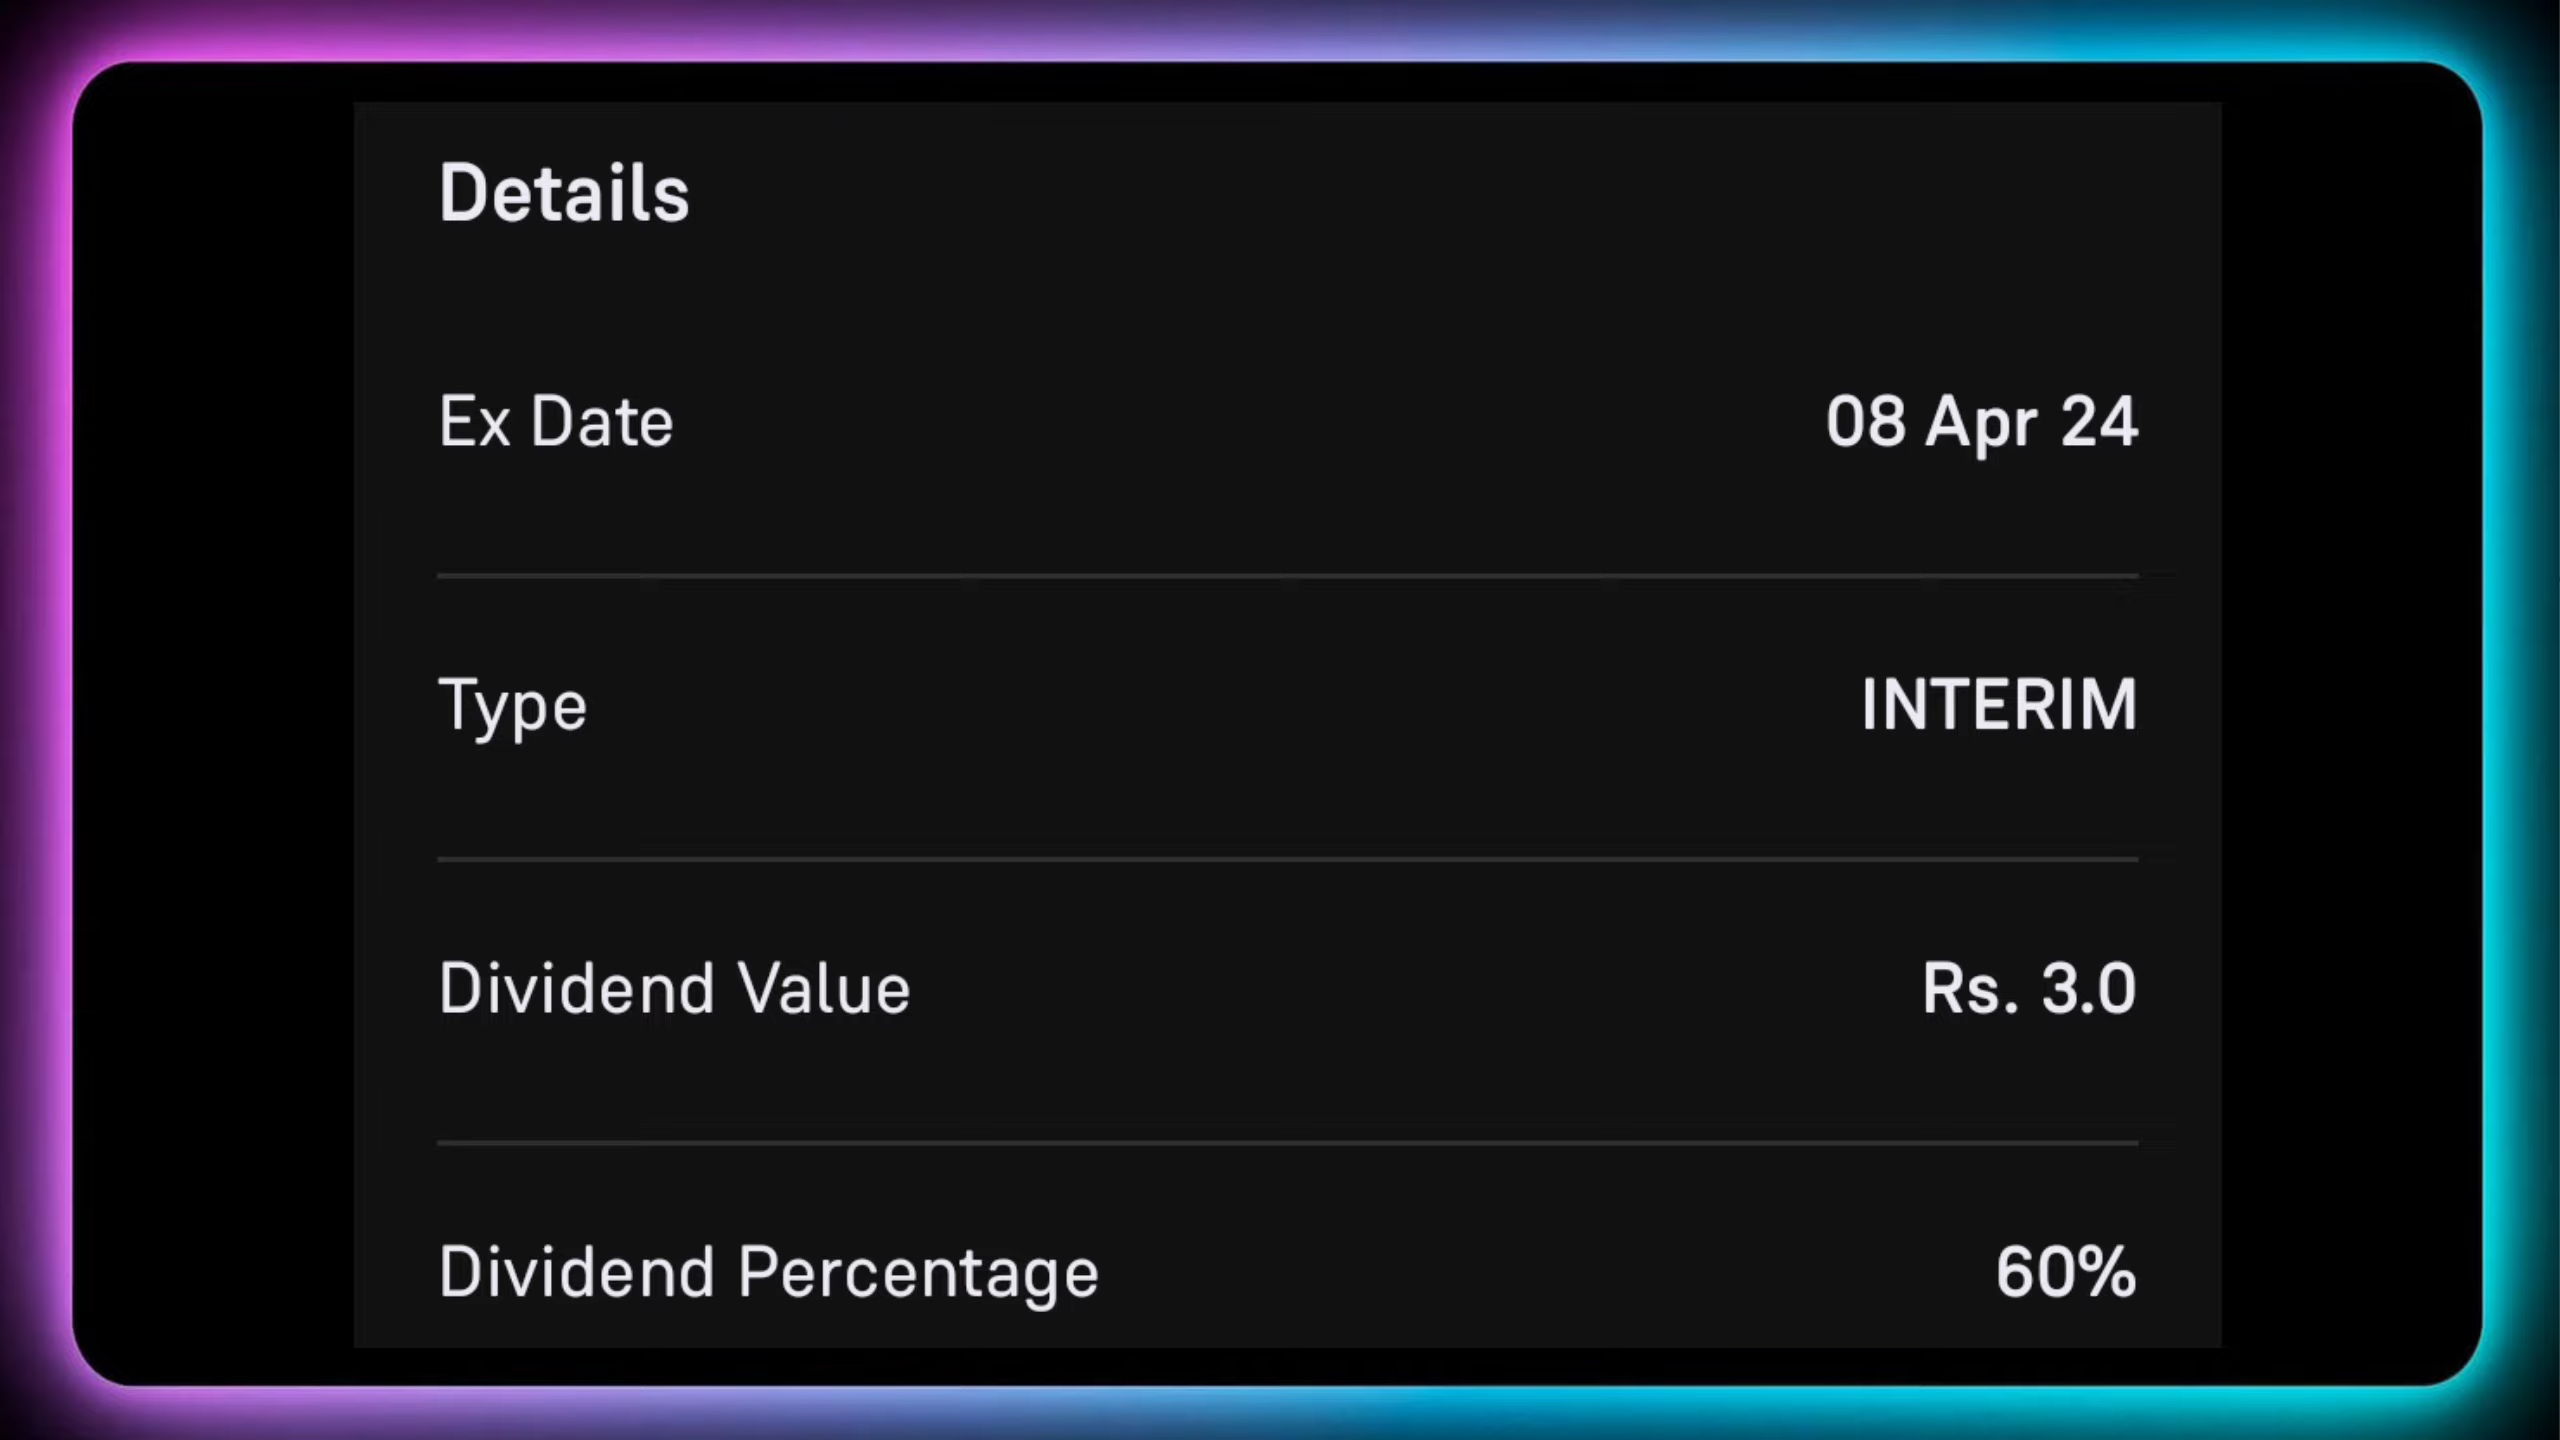 Details
Ex Date 08 Apr 24
Type INTERIM
Dividend Value Rs. 3.0
Dividend Percentage 60%